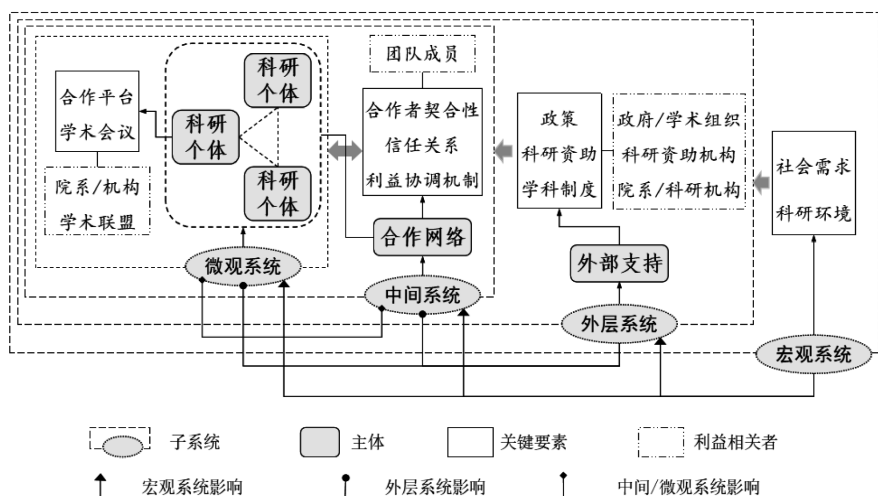 合作平台
学术会议
院系/机构
学术联盟
科研
个体
科研
个体
科研
个体
微观系统
团队成员
合作者契合性
信任关系
利益协调机制
合作网络
中间系统
政策
科研资助
学科制度
政府/学术组织
科研资助机构
院系/科研机构
外部支持
外层系统
社会需求
科研环境
宏观系统
子系统
主体
关键要素
利益相关者
宏观系统影响
外层系统影响
中间/微观系统影响